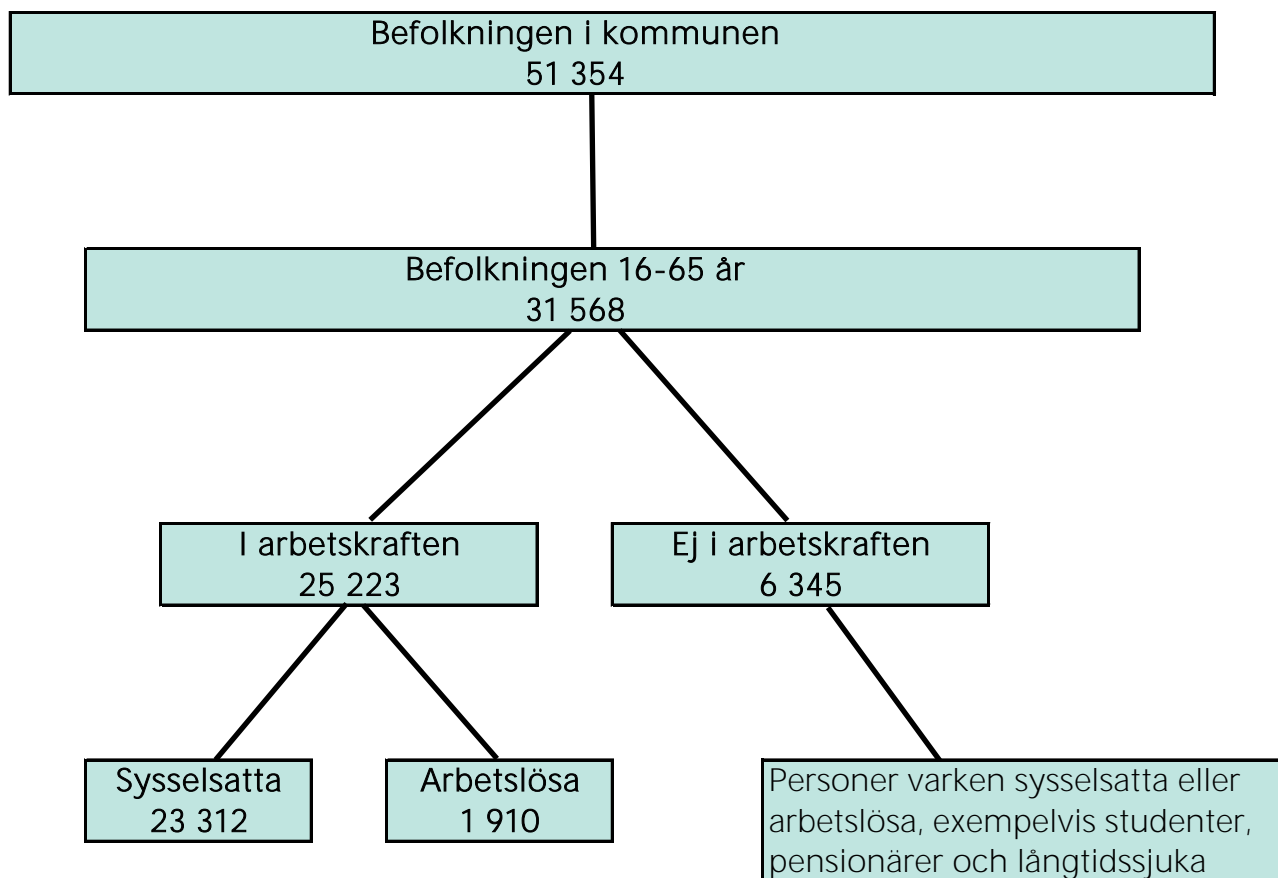 Befolkningen i kommunen
51 354
Befolkningen 16-65 år
31 568
I arbetskraften
25 223
Ej i arbetskraften
6 345
Sysselsatta
23 312
Arbetslösa
1 910
Personer varken sysselsatta eller
arbetslösa, exempelvis studenter,
pensionärer och långtidssjuka